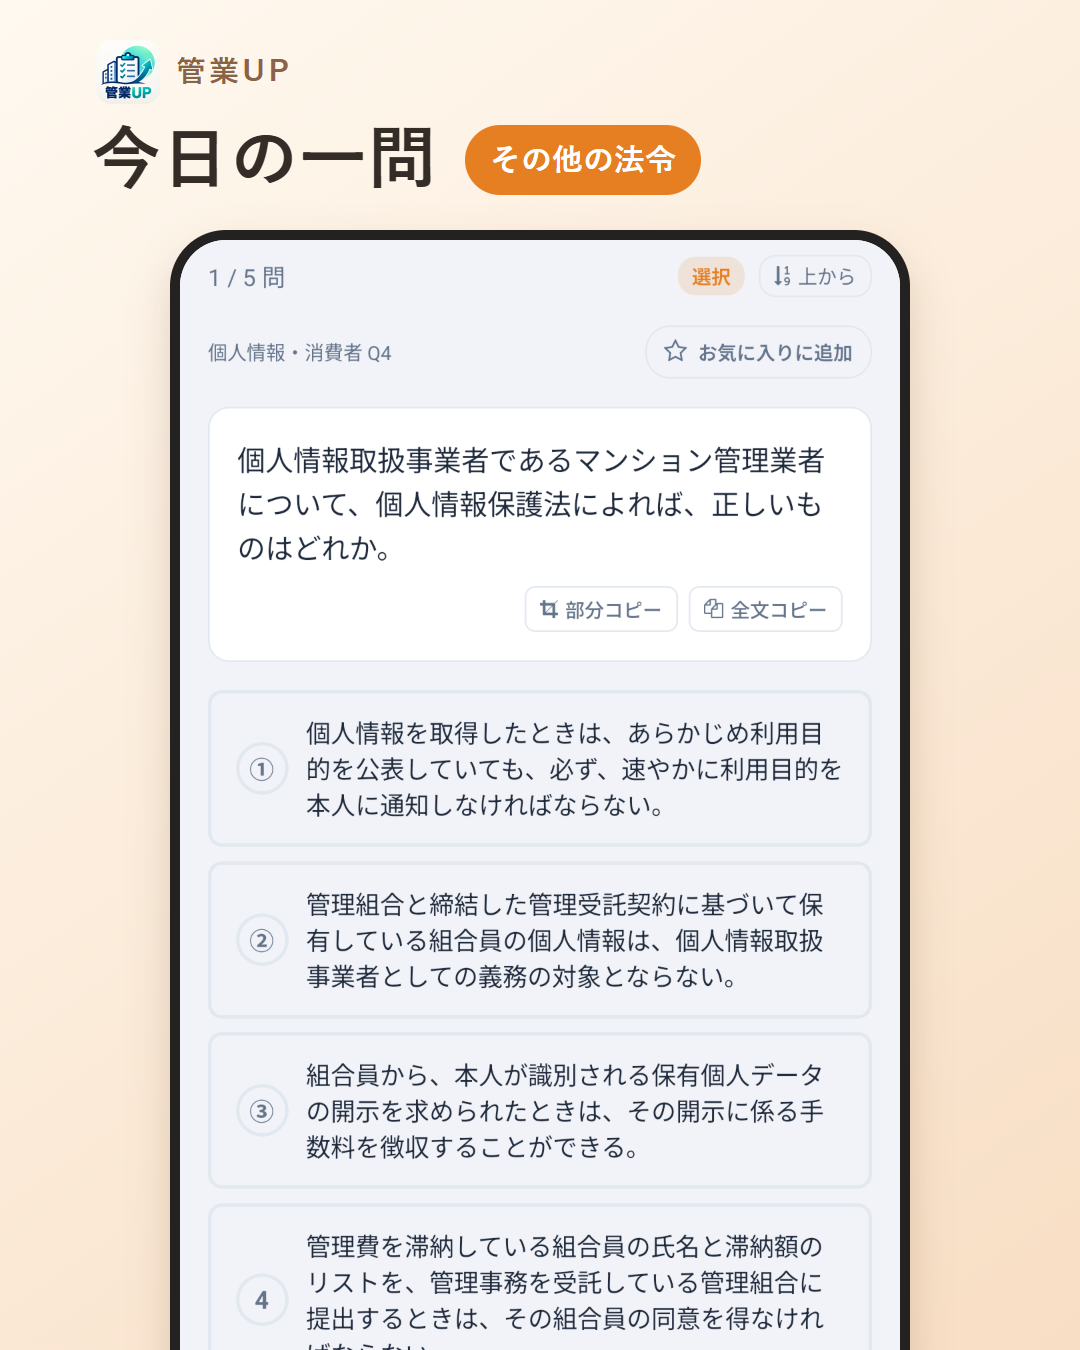 管業UP
管業UP
今日の一問
その他の法令
1 / 5 問
選択
上から
個人情報・消費者 Q4
お気に入りに追加
個人情報取扱事業者であるマンション管理業者
について、個人情報保護法によれば、正しいも
のはどれか。
部分コピー
全文コピー
① 個人情報を取得したときは、あらかじめ利用目
的を公表していても、必ず、速やかに利用目的を
本人に通知しなければならない。
② 管理組合と締結した管理受託契約に基づいて保
有している組合員の個人情報は、個人情報取扱
事業者としての義務の対象とならない。
③ 組合員から、本人が識別される保有個人データ
の開示を求められたときは、その開示に係る手
数料を徴収することができる。
4 管理費を滞納している組合員の氏名と滞納額の
リストを、管理事務を受託している管理組合に
提出するときは、その組合員の同意を得なけれ
ばならない。